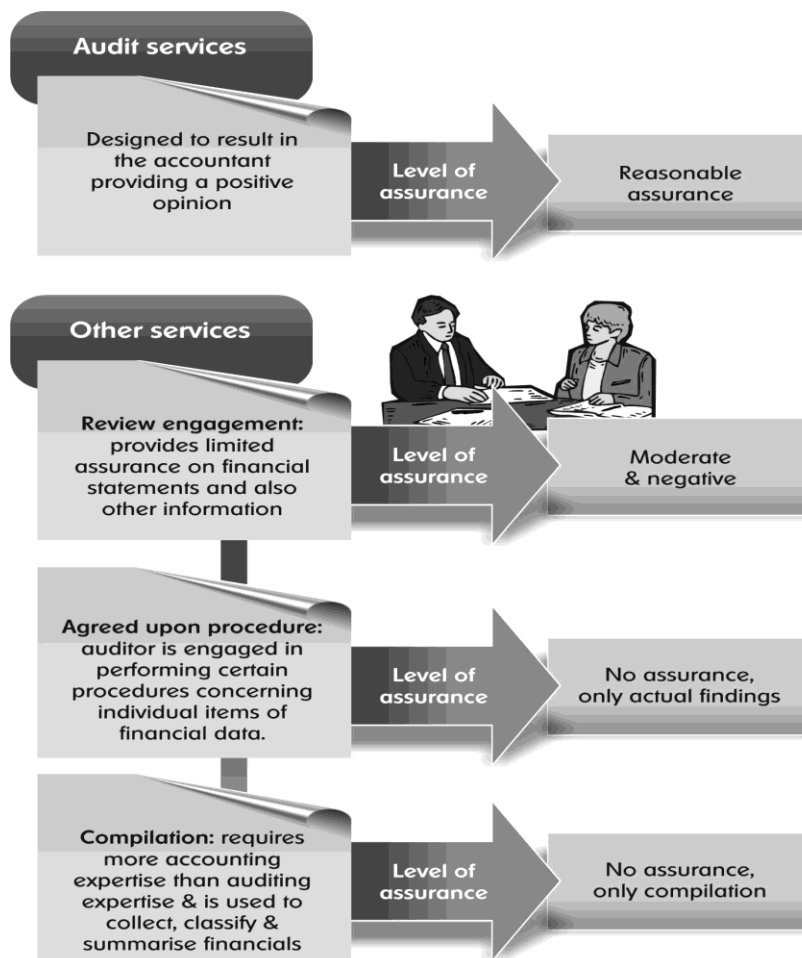 Audit services
Designed to result in
the accountant
providing a positive
opinion
Level of
assurance
Reasonable
assurance
Other services
Review engagement:
provides limited
assurance on financial
statements and also
other information
Level of
assurance
Moderate
& negative
Agreed upon procedure:
auditor is engaged in
performing certain
procedures concerning
individual items of
financial data.
Level of
assurance
No assurance,
only actual findings
Compilation: requires
more accounting
expertise than auditing
expertise & is used to
collect, classify &
summarise financials
Level of
assurance
No assurance,
only compilation